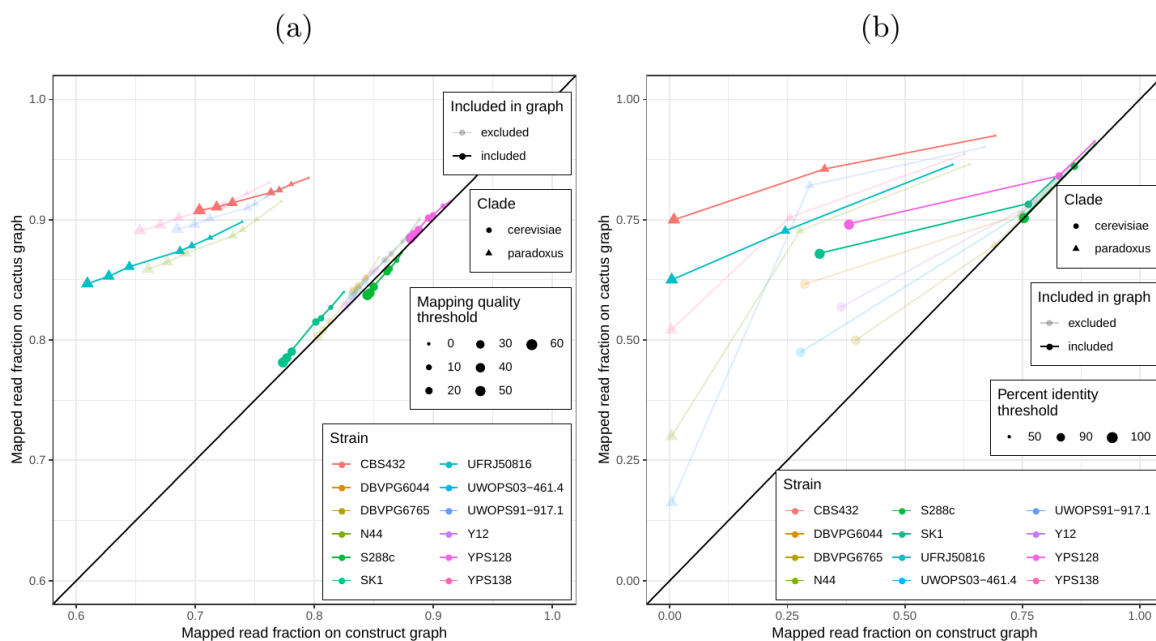 (a)
(b)
Mapped read fraction on cactus graph
1.0
0.9
0.8
0.7
0.6
0.6
0.7
0.8
0.9
1.0
Mapped read fraction on construct graph
Included in graph
excluded
included
Clade
cerevisiae
paradoxus
Mapping quality
threshold
0 30 60
10 40
20 50
Strain
CBS432 UFRJ50816
DBVPG6044 UWOPS03−461.4
DBVPG6765 UWOPS91−917.1
N44 Y12
S288c YPS128
SK1 YPS138
Mapped read fraction on cactus graph
1.00
0.75
0.50
0.25
0.00
0.00
0.25
0.50
0.75
1.00
Mapped read fraction on construct graph
Clade
cerevisiae
paradoxus
Included in graph
excluded
included
Percent identity
threshold
50 90 100
Strain
CBS432 S288c UWOPS91−917.1
DBVPG6044 SK1 Y12
DBVPG6765 UFRJ50816 YPS128
N44 UWOPS03−461.4 YPS138